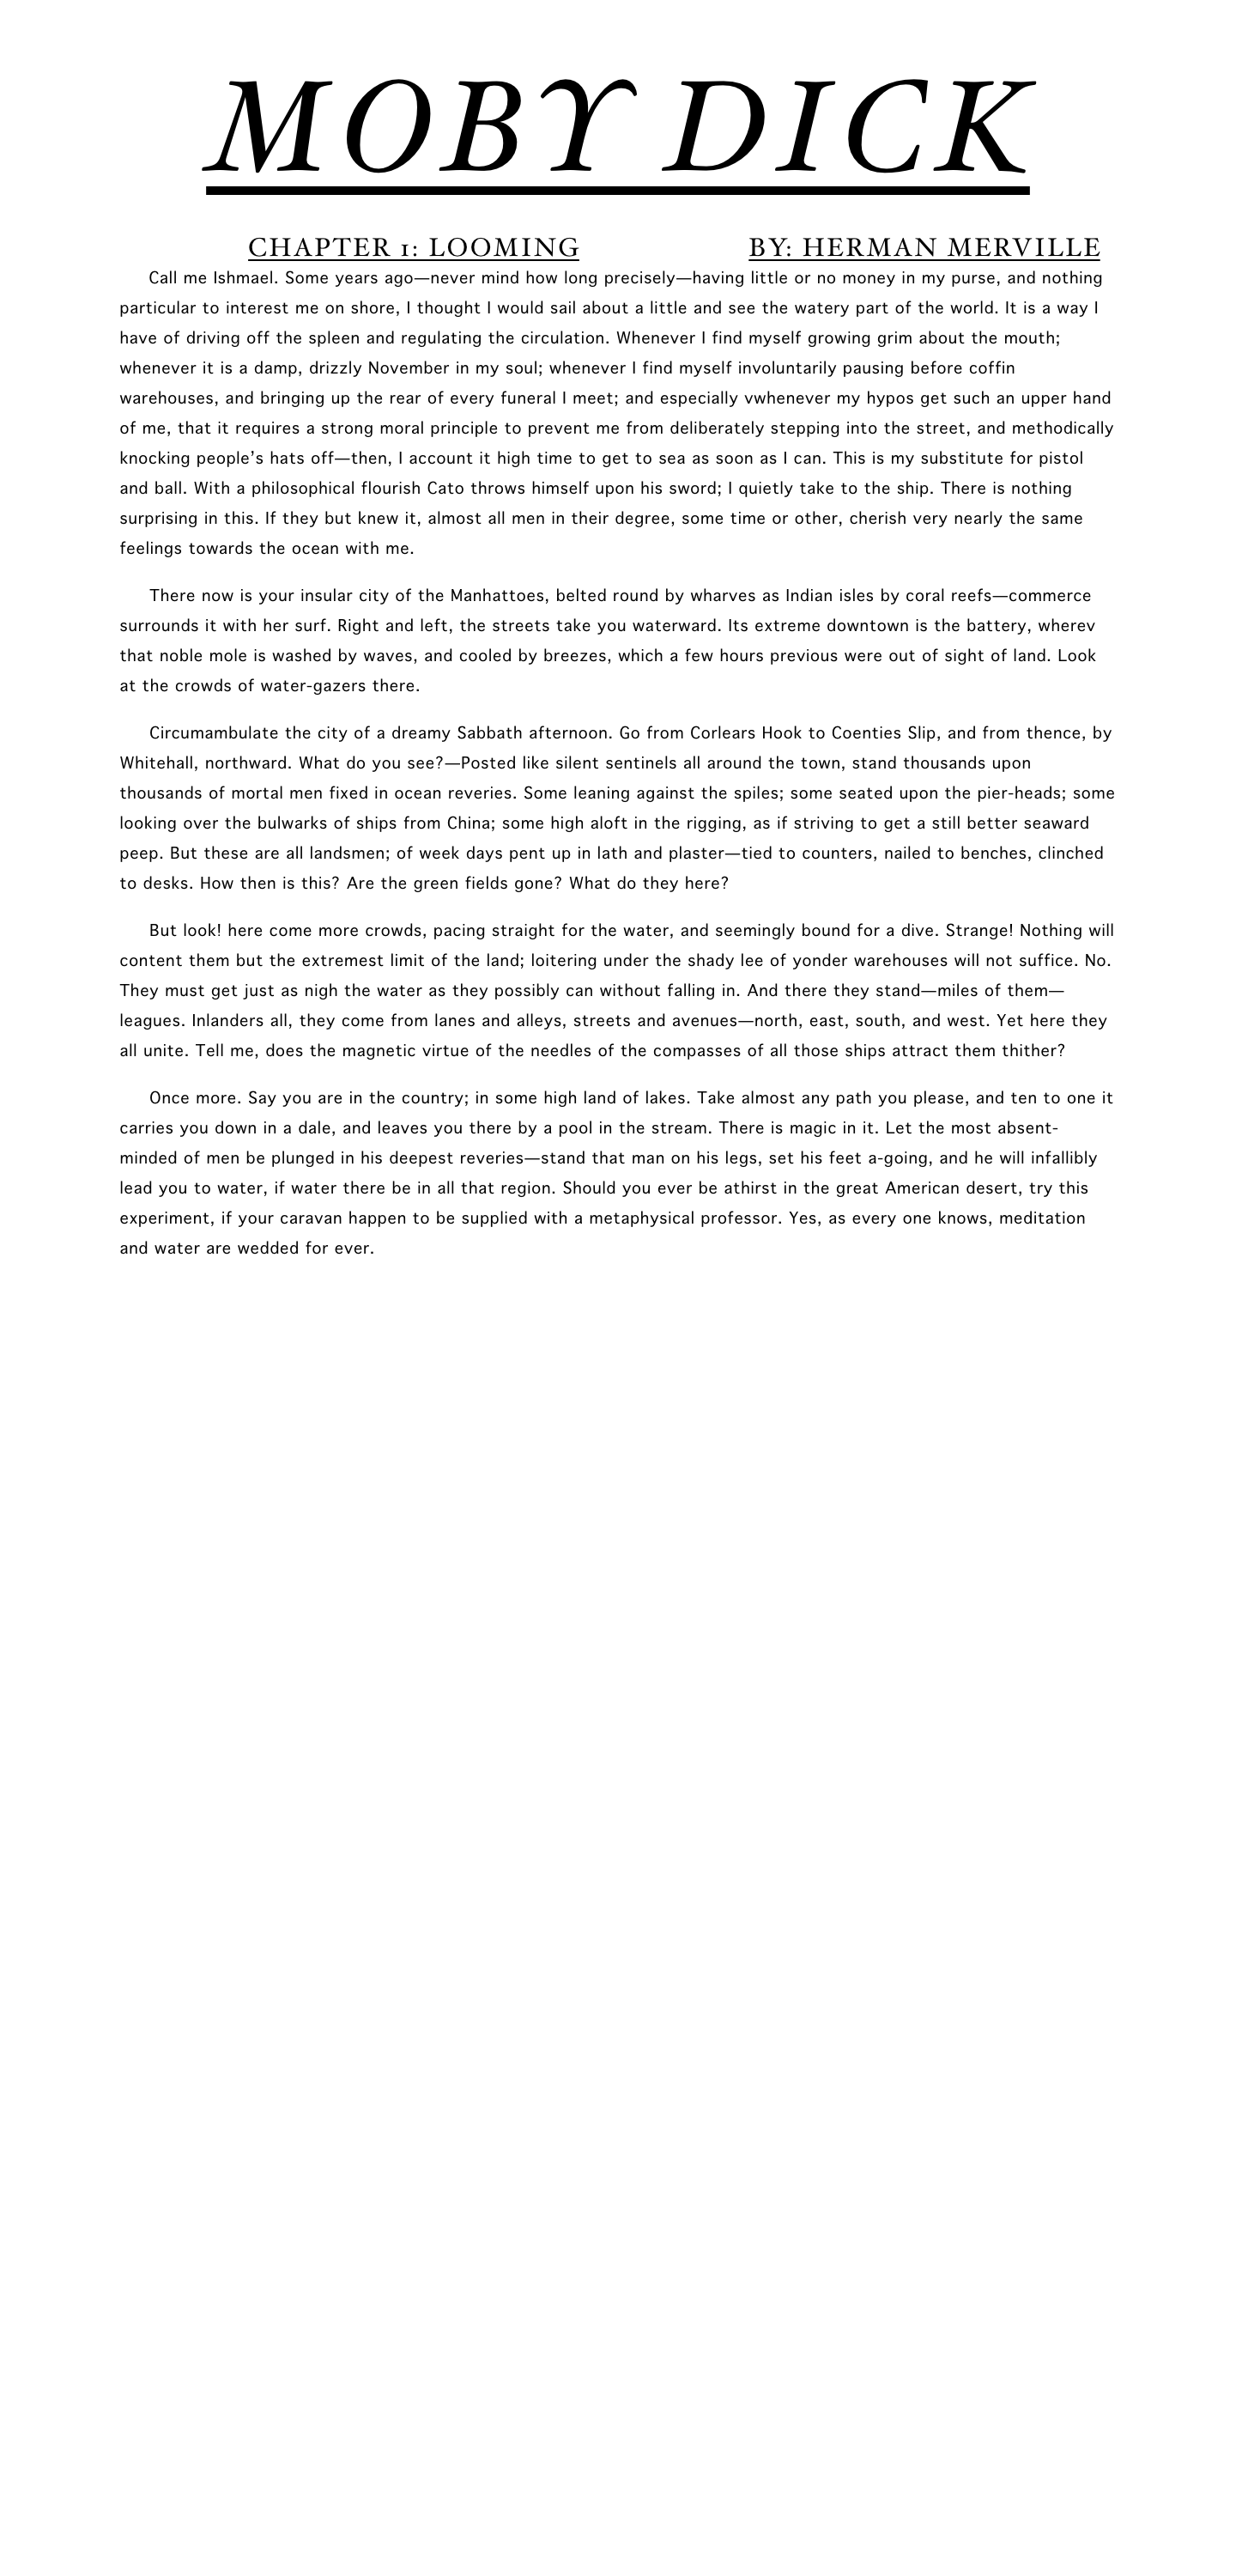 MOBY DICK
CHAPTER 1: LOOMING BY: HERMAN MERVILLE
Call me Ishmael. Some years ago—never mind how long precisely—having little or no money in my purse, and nothing
particular to interest me on shore, I thought I would sail about a little and see the watery part of the world. It is a way I
have of driving off the spleen and regulating the circulation. Whenever I find myself growing grim about the mouth;
whenever it is a damp, drizzly November in my soul; whenever I find myself involuntarily pausing before coffin
warehouses, and bringing up the rear of every funeral I meet; and especially vwhenever my hypos get such an upper hand
of me, that it requires a strong moral principle to prevent me from deliberately stepping into the street, and methodically
knocking people’s hats off—then, I account it high time to get to sea as soon as I can. This is my substitute for pistol
and ball. With a philosophical flourish Cato throws himself upon his sword; I quietly take to the ship. There is nothing
surprising in this. If they but knew it, almost all men in their degree, some time or other, cherish very nearly the same
feelings towards the ocean with me.
There now is your insular city of the Manhattoes, belted round by wharves as Indian isles by coral reefs—commerce
surrounds it with her surf. Right and left, the streets take you waterward. Its extreme downtown is the battery, wherev
that noble mole is washed by waves, and cooled by breezes, which a few hours previous were out of sight of land. Look
at the crowds of water-gazers there.
Circumambulate the city of a dreamy Sabbath afternoon. Go from Corlears Hook to Coenties Slip, and from thence, by
Whitehall, northward. What do you see?—Posted like silent sentinels all around the town, stand thousands upon
thousands of mortal men fixed in ocean reveries. Some leaning against the spiles; some seated upon the pier-heads; some
looking over the bulwarks of ships from China; some high aloft in the rigging, as if striving to get a still better seaward
peep. But these are all landsmen; of week days pent up in lath and plaster—tied to counters, nailed to benches, clinched
to desks. How then is this? Are the green fields gone? What do they here?
But look! here come more crowds, pacing straight for the water, and seemingly bound for a dive. Strange! Nothing will
content them but the extremest limit of the land; loitering under the shady lee of yonder warehouses will not suffice. No.
They must get just as nigh the water as they possibly can without falling in. And there they stand—miles of them—
leagues. Inlanders all, they come from lanes and alleys, streets and avenues—north, east, south, and west. Yet here they
all unite. Tell me, does the magnetic virtue of the needles of the compasses of all those ships attract them thither?
Once more. Say you are in the country; in some high land of lakes. Take almost any path you please, and ten to one it
carries you down in a dale, and leaves you there by a pool in the stream. There is magic in it. Let the most absent-
minded of men be plunged in his deepest reveries—stand that man on his legs, set his feet a-going, and he will infallibly
lead you to water, if water there be in all that region. Should you ever be athirst in the great American desert, try this
experiment, if your caravan happen to be supplied with a metaphysical professor. Yes, as every one knows, meditation
and water are wedded for ever.